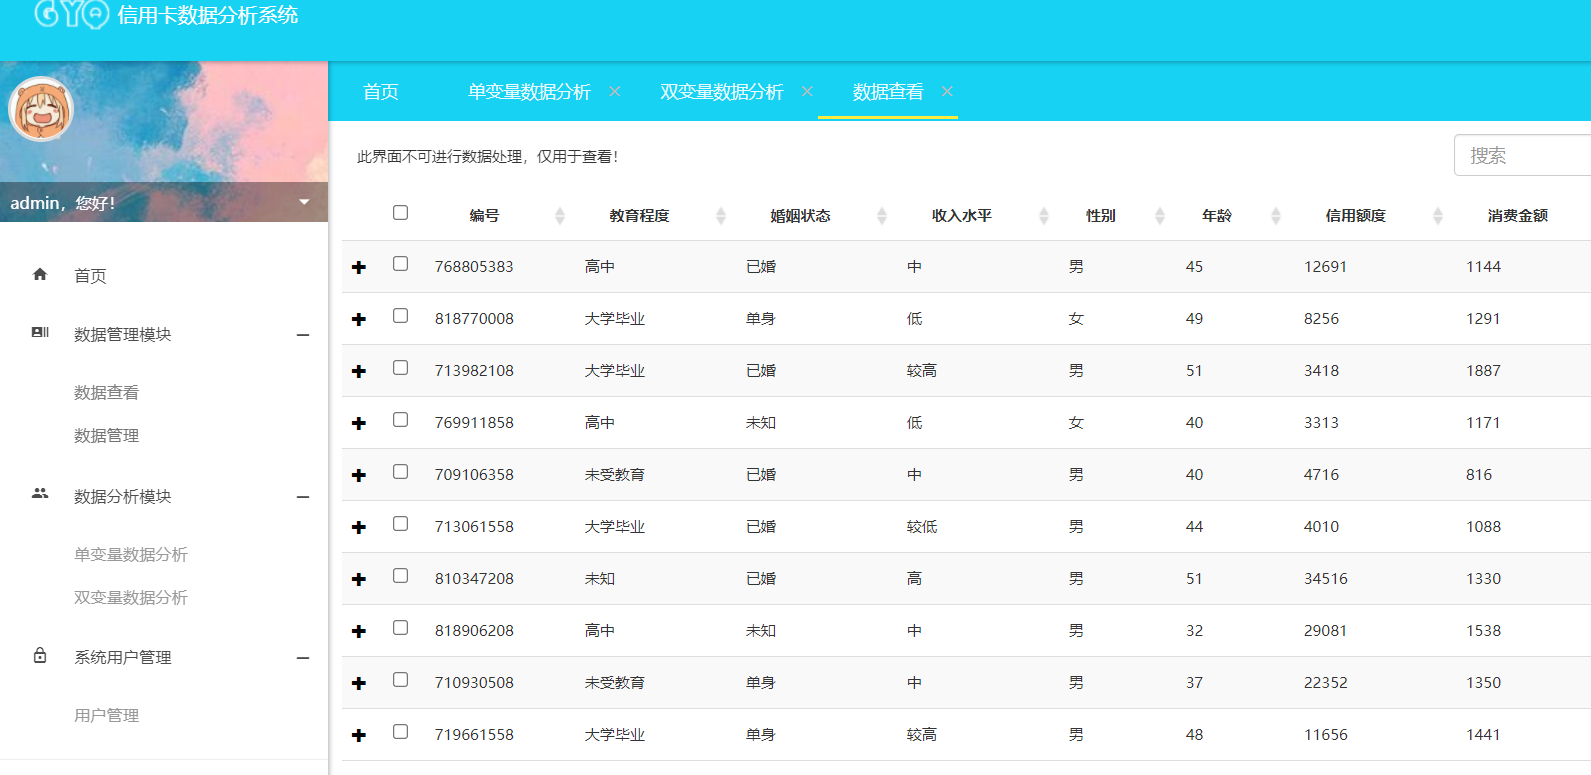 GYQ 信用卡数据分析系统
首页 单变量数据分析 × 双变量数据分析 × 数据查看 ×
admin，您好！
首页
数据管理模块
数据查看
数据管理
数据分析模块
单变量数据分析
双变量数据分析
系统用户管理
用户管理
此界面不可进行数据处理，仅用于查看！
搜索
编号 教育程度 婚姻状态 收入水平 性别 年龄 信用额度 消费金额
768805383 高中 已婚 中 男 45 12691 1144
818770008 大学毕业 单身 低 女 49 8256 1291
713982108 大学毕业 已婚 较高 男 51 3418 1887
769911858 高中 未知 低 女 40 3313 1171
709106358 未受教育 已婚 中 男 40 4716 816
713061558 大学毕业 已婚 较低 男 44 4010 1088
810347208 未知 已婚 高 男 51 34516 1330
818906208 高中 未知 中 男 32 29081 1538
710930508 未受教育 单身 中 男 37 22352 1350
719661558 大学毕业 单身 较高 男 48 11656 1441